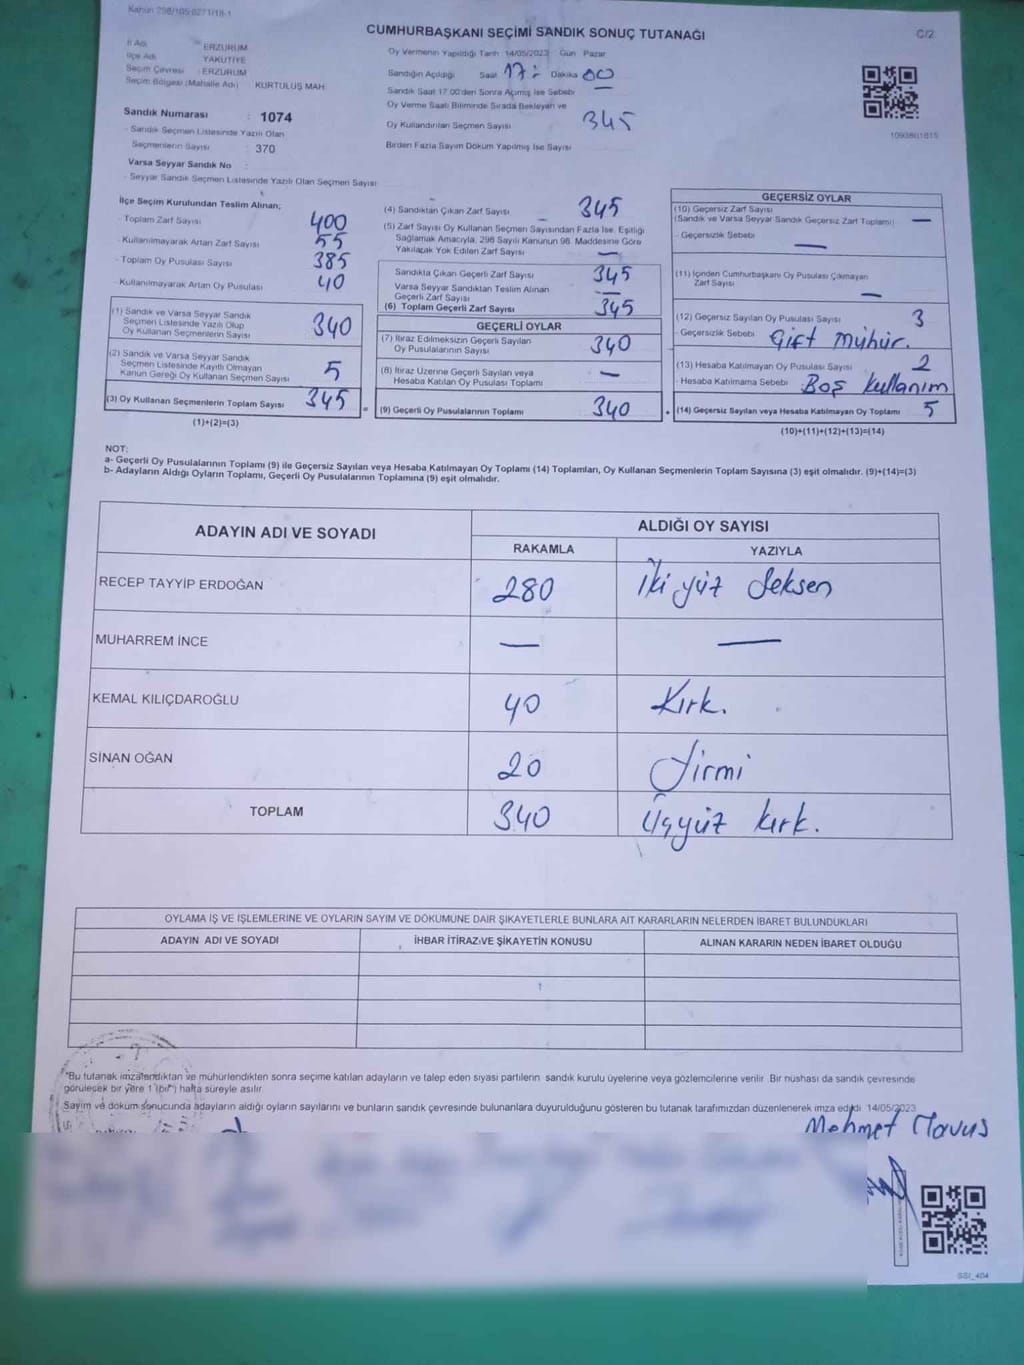 Kanun 298/105 0271/18-1
CUMHURBAŞKANI SEÇİMİ SANDIK SONUÇ TUTANAĞI
C/2
İl Adı : ERZURUM
İlçe Adı : YAKUTİYE
Seçim Çevresi : ERZURUM
Seçim Bölgesi (Mahalle Adı) KURTULUŞ MAH
Sandık Numarası : 1074
- Sandık Seçmen Listesinde Yazılı Olan
Seçmenlerin Sayısı : 370
Varsa Seyyar Sandık No :
- Seyyar Sandık Seçmen Listesinde Yazılı Olan Seçmen Sayısı
Oy Vermenin Yapıldığı Tarih 14/05/2023 Gün Pazar
Sandığın Açıldığı Saat 17: Dakika 00
Sandık Saat 17.00'den Sonra Açımış İse Sebebi
Oy Verme Saati Bitiminde Sırada Bekleyen ve
Oy Kullandırılan Seçmen Sayısı 345
Birden Fazla Sayım Döküm Yapılmış İse Sayısı
1093601815
İlçe Seçim Kurulundan Teslim Alınan;
- Toplam Zarf Sayısı 400
- Kullanılmayarak Artan Zarf Sayısı 55
- Toplam Oy Pusulası Sayısı 385
- Kullanılmayarak Artan Oy Pusulası 40
(1) Sandık ve Varsa Seyyar Sandık
Seçmen Listesinde Yazılı Olup
Oy Kullanan Seçmenlerin Sayısı 340
(2) Sandık ve Varsa Seyyar Sandık
Seçmen Listesinde Kayıtlı Olmayan
Kanun Gereği Oy Kullanan Seçmen Sayısı 5
(3) Oy Kullanan Seçmenlerin Toplam Sayısı 345 =
(1)+(2)=(3)
(4) Sandıktan Çıkan Zarf Sayısı 345
(5) Zarf Sayısı Oy Kullanan Seçmen Sayısından Fazla İse, Eşitliği
Sağlamak Amacıyla, 298 Sayılı Kanunun 98. Maddesine Göre
Yakılarak Yok Edilen Zarf Sayısı —
Sandıkta Çıkan Geçerli Zarf Sayısı 345
Varsa Seyyar Sandıktan Teslim Alınan
Geçerli Zarf Sayısı —
(6) Toplam Geçerli Zarf Sayısı 345
GEÇERLİ OYLAR
(7) İtiraz Edilmeksizin Geçerli Sayılan
Oy Pusulalarının Sayısı 340
(8) İtiraz Üzerine Geçerli Sayılan veya
Hesaba Katılan Oy Pusulası Toplamı —
(9) Geçerli Oy Pusulalarının Toplamı 340 +
GEÇERSİZ OYLAR
(10) Geçersiz Zarf Sayısı
(Sandık ve Varsa Seyyar Sandık Geçersiz Zarf Toplamı) —
- Geçersizlik Sebebi —
(11) İçinden Cumhurbaşkanı Oy Pusulası Çıkmayan
Zarf Sayısı —
(12) Geçersiz Sayılan Oy Pusulası Sayısı 3
- Geçersizlik Sebebi Çift mühür.
(13) Hesaba Katılmayan Oy Pusulası Sayısı 2
- Hesaba Katılmama Sebebi Boş kullanım
(14) Geçersiz Sayılan veya Hesaba Katılmayan Oy Toplamı 5
(10)+(11)+(12)+(13)=(14)
NOT:
a- Geçerli Oy Pusulalarının Toplamı (9) ile Geçersiz Sayılan veya Hesaba Katılmayan Oy Toplamı (14) Toplamları, Oy Kullanan Seçmenlerin Toplam Sayısına (3) eşit olmalıdır. (9)+(14)=(3)
b- Adayların Aldığı Oyların Toplamı, Geçerli Oy Pusulalarının Toplamına (9) eşit olmalıdır.
ADAYIN ADI VE SOYADI
ALDIĞI OY SAYISI
RAKAMLA YAZIYLA
RECEP TAYYİP ERDOĞAN 280 İki yüz Seksen
MUHARREM İNCE — —
KEMAL KILIÇDAROĞLU 40 Kırk.
SİNAN OĞAN 20 Yirmi
TOPLAM 340 Üçyüz kırk.
OYLAMA İŞ VE İŞLEMLERİNE VE OYLARIN SAYIM VE DÖKÜMÜNE DAİR ŞİKAYETLERLE BUNLARA AİT KARARLARIN NELERDEN İBARET BULUNDUKLARI
ADAYIN ADI VE SOYADI İHBAR İTİRAZ VE ŞİKAYETİN KONUSU ALINAN KARARIN NEDEN İBARET OLDUĞU
*Bu tutanak imzalandıktan ve mühürlendikten sonra seçime katılan adayların ve talep eden siyasi partilerin sandık kurulu üyelerine veya gözlemcilerine verilir. Bir nüshası da sandık çevresinde
görülecek bir yere 1 (bir) hafta süreyle asılır.
Sayım ve döküm sonucunda adayların aldığı oyların sayılarını ve bunların sandık çevresinde bulunanlara duyurulduğunu gösteren bu tutanak tarafımızdan düzenlenerek imza edildi 14/05/2023
Mehmet Mavus
SSI_404